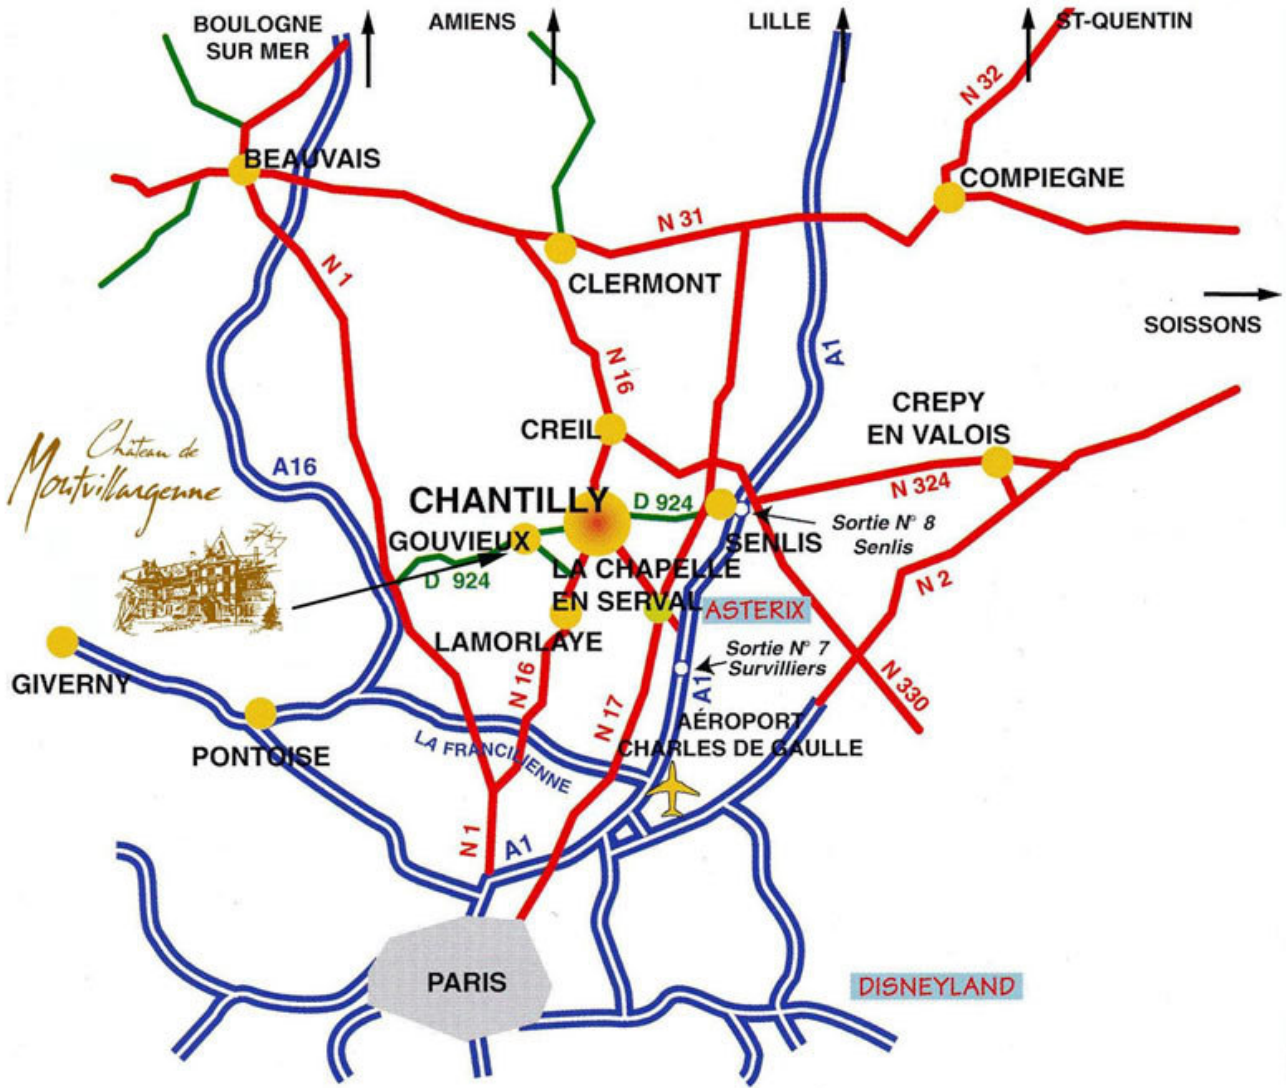 BOULOGNE
SUR MER
AMIENS
LILLE
ST-QUENTIN
N 32
BEAUVAIS
COMPIEGNE
N 31
N 1
CLERMONT
SOISSONS
A1
N 16
CREPY
EN VALOIS
CREIL
Château de
Montvillargenne
A16
N 324
CHANTILLY
D 924
Sortie N° 8
Senlis
GOUVIEUX
SENLIS
D 924
LA CHAPELLE
EN SERVAL
N 2
ASTERIX
LAMORLAYE
Sortie N° 7
Survilliers
GIVERNY
N 16
A1
N 330
N 17
AÉROPORT
CHARLES DE GAULLE
PONTOISE
LA FRANCILIENNE
N 1
A1
PARIS
DISNEYLAND